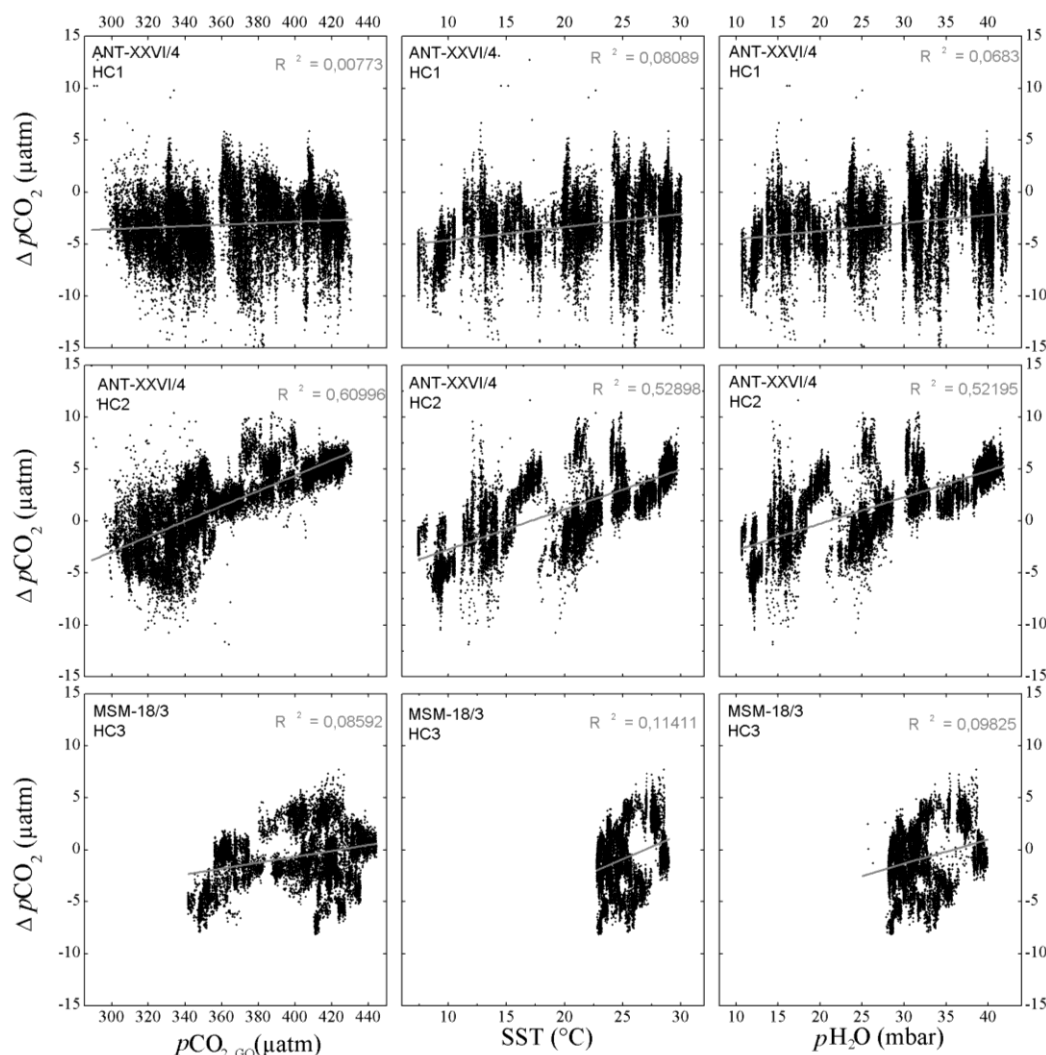 300 320 340 360 380 400 420 440
10 15 20 25 30
10 15 20 25 30 35 40
15 10 5 0 -5 -10 -15
Δ pCO2 (µatm)
ANT-XXVI/4
HC1
R 2 = 0,00773
ANT-XXVI/4
HC1
R 2 = 0,08089
ANT-XXVI/4
HC1
R 2 = 0,0683
15 10 5 0 -5 -10 -15
15 10 5 0 -5 -10 -15
Δ pCO2 (µatm)
ANT-XXVI/4
HC2
R 2 = 0,60996
ANT-XXVI/4
HC2
R 2 = 0,52898
ANT-XXVI/4
HC2
R 2 = 0,52195
15 10 5 0 -5 -10 -15
15 10 5 0 -5 -10 -15
Δ pCO2 (µatm)
MSM-18/3
HC3
R 2 = 0,08592
MSM-18/3
HC3
R 2 = 0,11411
MSM-18/3
HC3
R 2 = 0,09825
15 10 5 0 -5 -10 -15
300 320 340 360 380 400 420 440
10 15 20 25 30
10 15 20 25 30 35 40
pCO2 GO (µatm)
SST (°C)
pH2O (mbar)